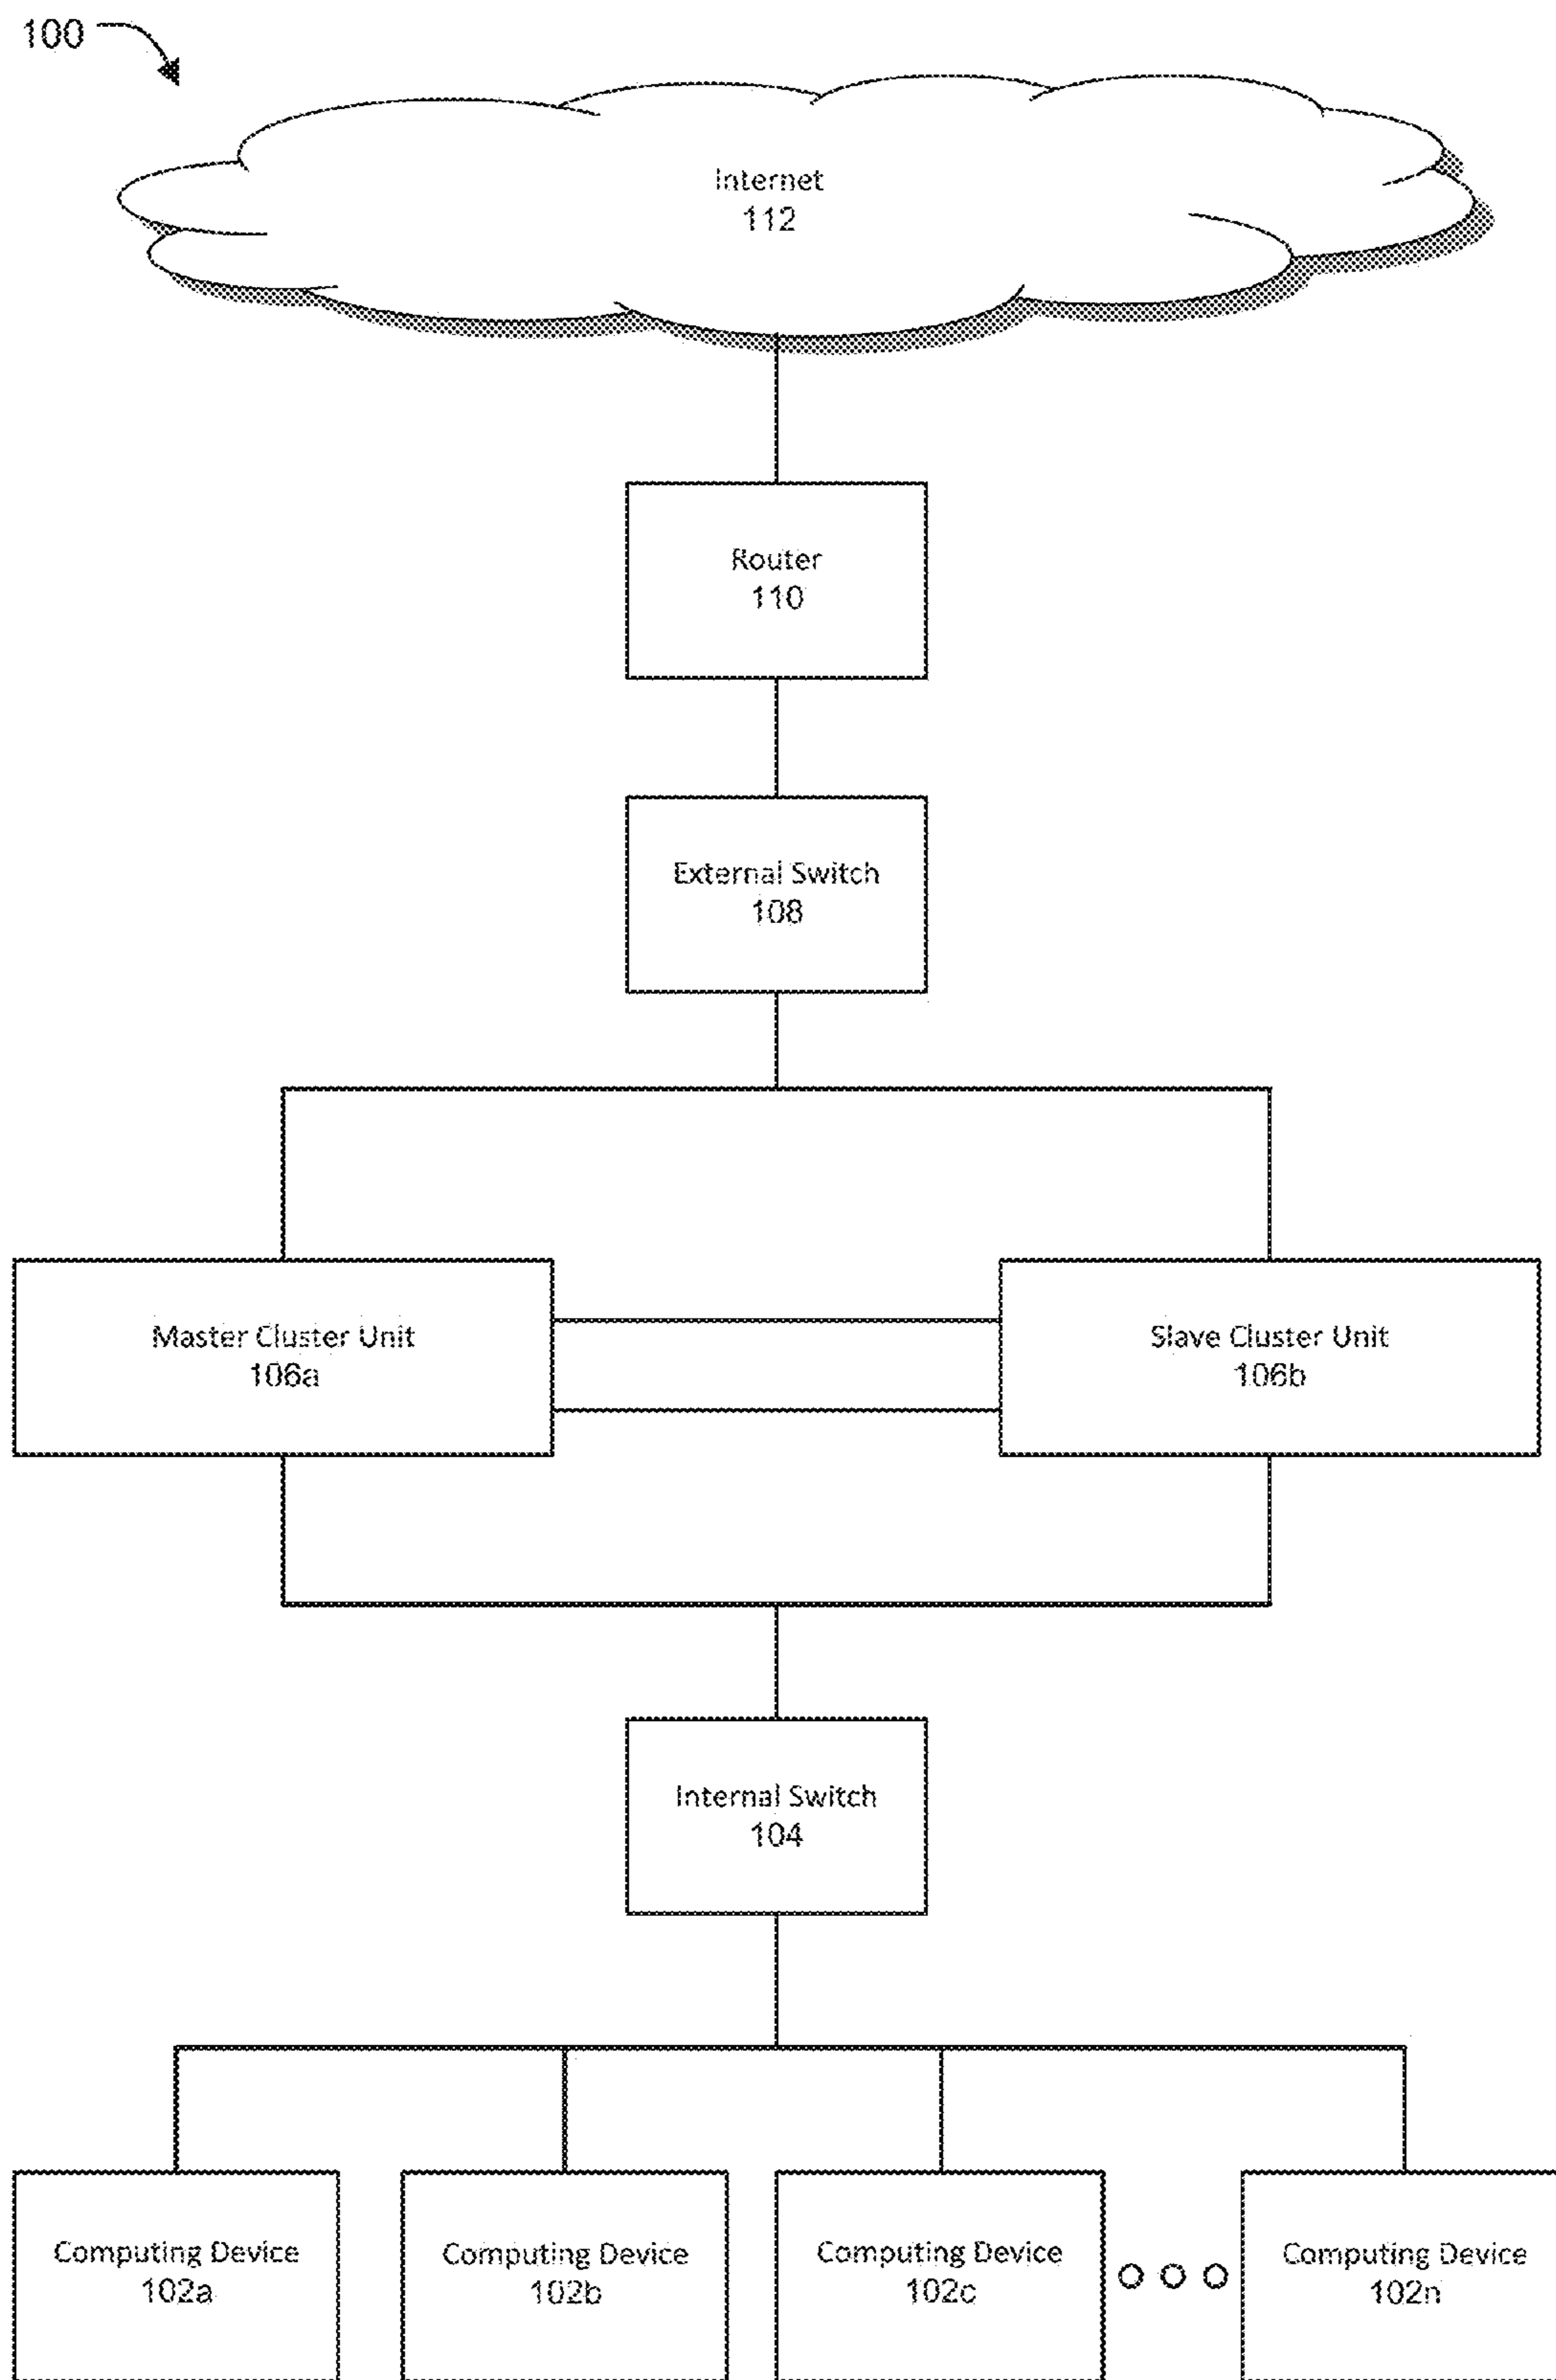 100
Internet
112
Router
110
External Switch
108
Master Cluster Unit
106a
Slave Cluster Unit
106b
Internal Switch
104
Computing Device
102a
Computing Device
102b
Computing Device
102c
Computing Device
102n